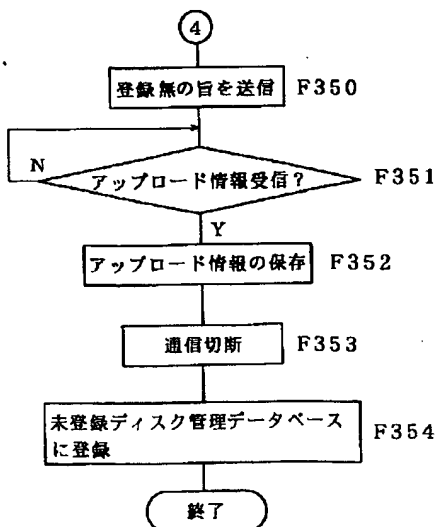 4
登録無の旨を送信 F350
N
アップロード情報受信? F351
Y
アップロード情報の保存 F352
通信切断 F353
未登録ディスク管理データベース
に登録 F354
終了